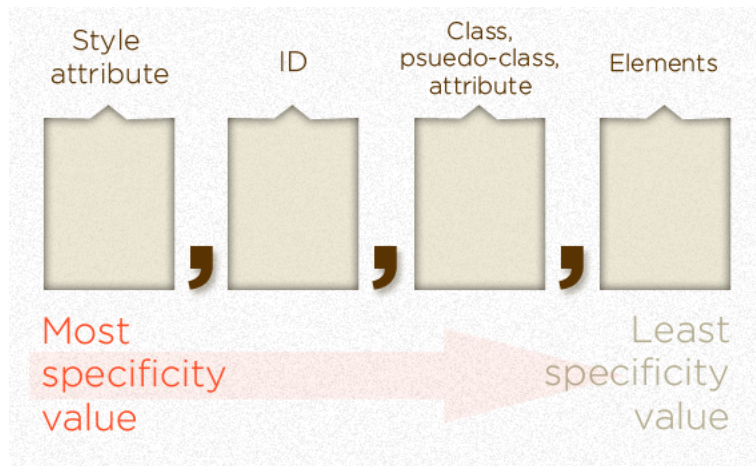 Style
attribute
ID
Class,
psuedo-class,
attribute
Elements
, , ,
Most
specificity
value
Least
specificity
value